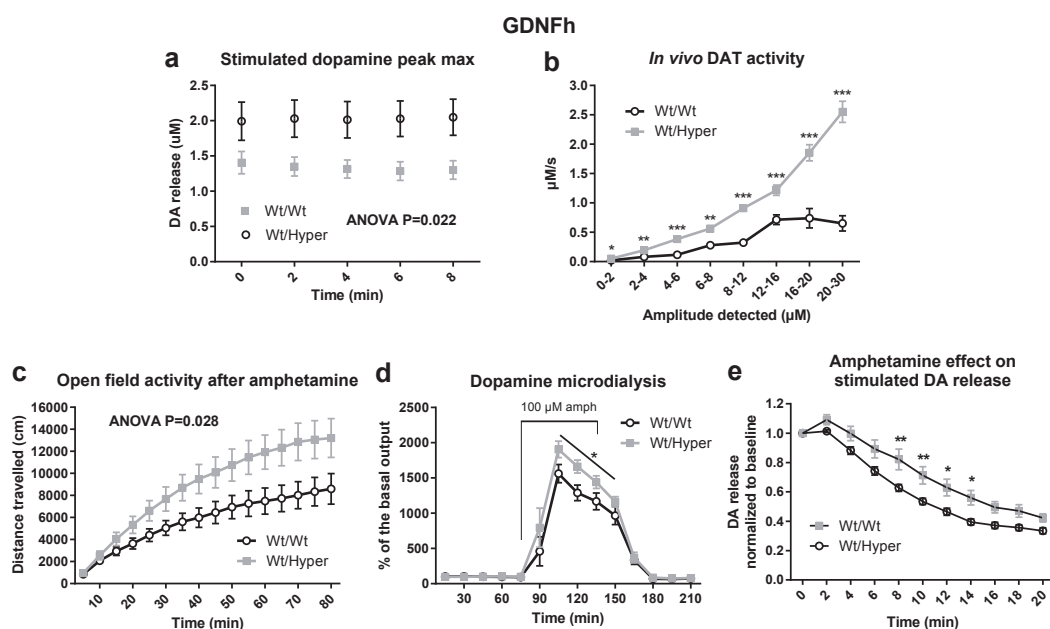 GDNFh
a
Stimulated dopamine peak max
DA release (uM)
2.5
2.0
1.5
1.0
0.5
0.0
Wt/Wt
Wt/Hyper
ANOVA P=0.022
0 2 4 6 8
Time (min)
b
In vivo DAT activity
µM/s
3.0
2.5
2.0
1.5
1.0
0.5
0.0
Wt/Wt
Wt/Hyper
* ** *** ** *** *** *** ***
0-2 2-4 4-6 6-8 8-12 12-16 16-20 20-30
Amplitude detected (µM)
c
Open field activity after amphetamine
Distance travelled (cm)
16000
14000
12000
10000
8000
6000
4000
2000
0
ANOVA P=0.028
Wt/Wt
Wt/Hyper
10 20 30 40 50 60 70 80
Time (min)
d
Dopamine microdialysis
% of the basal output
2500
2000
1500
1000
500
0
100 µM amph
*
Wt/Wt
Wt/Hyper
30 60 90 120 150 180 210
Time (min)
e
Amphetamine effect on
stimulated DA release
DA release
normalized to baseline
1.2
1.0
0.8
0.6
0.4
0.2
0.0
** ** * *
Wt/Wt
Wt/Hyper
0 2 4 6 8 10 12 14 16 18 20
Time (min)